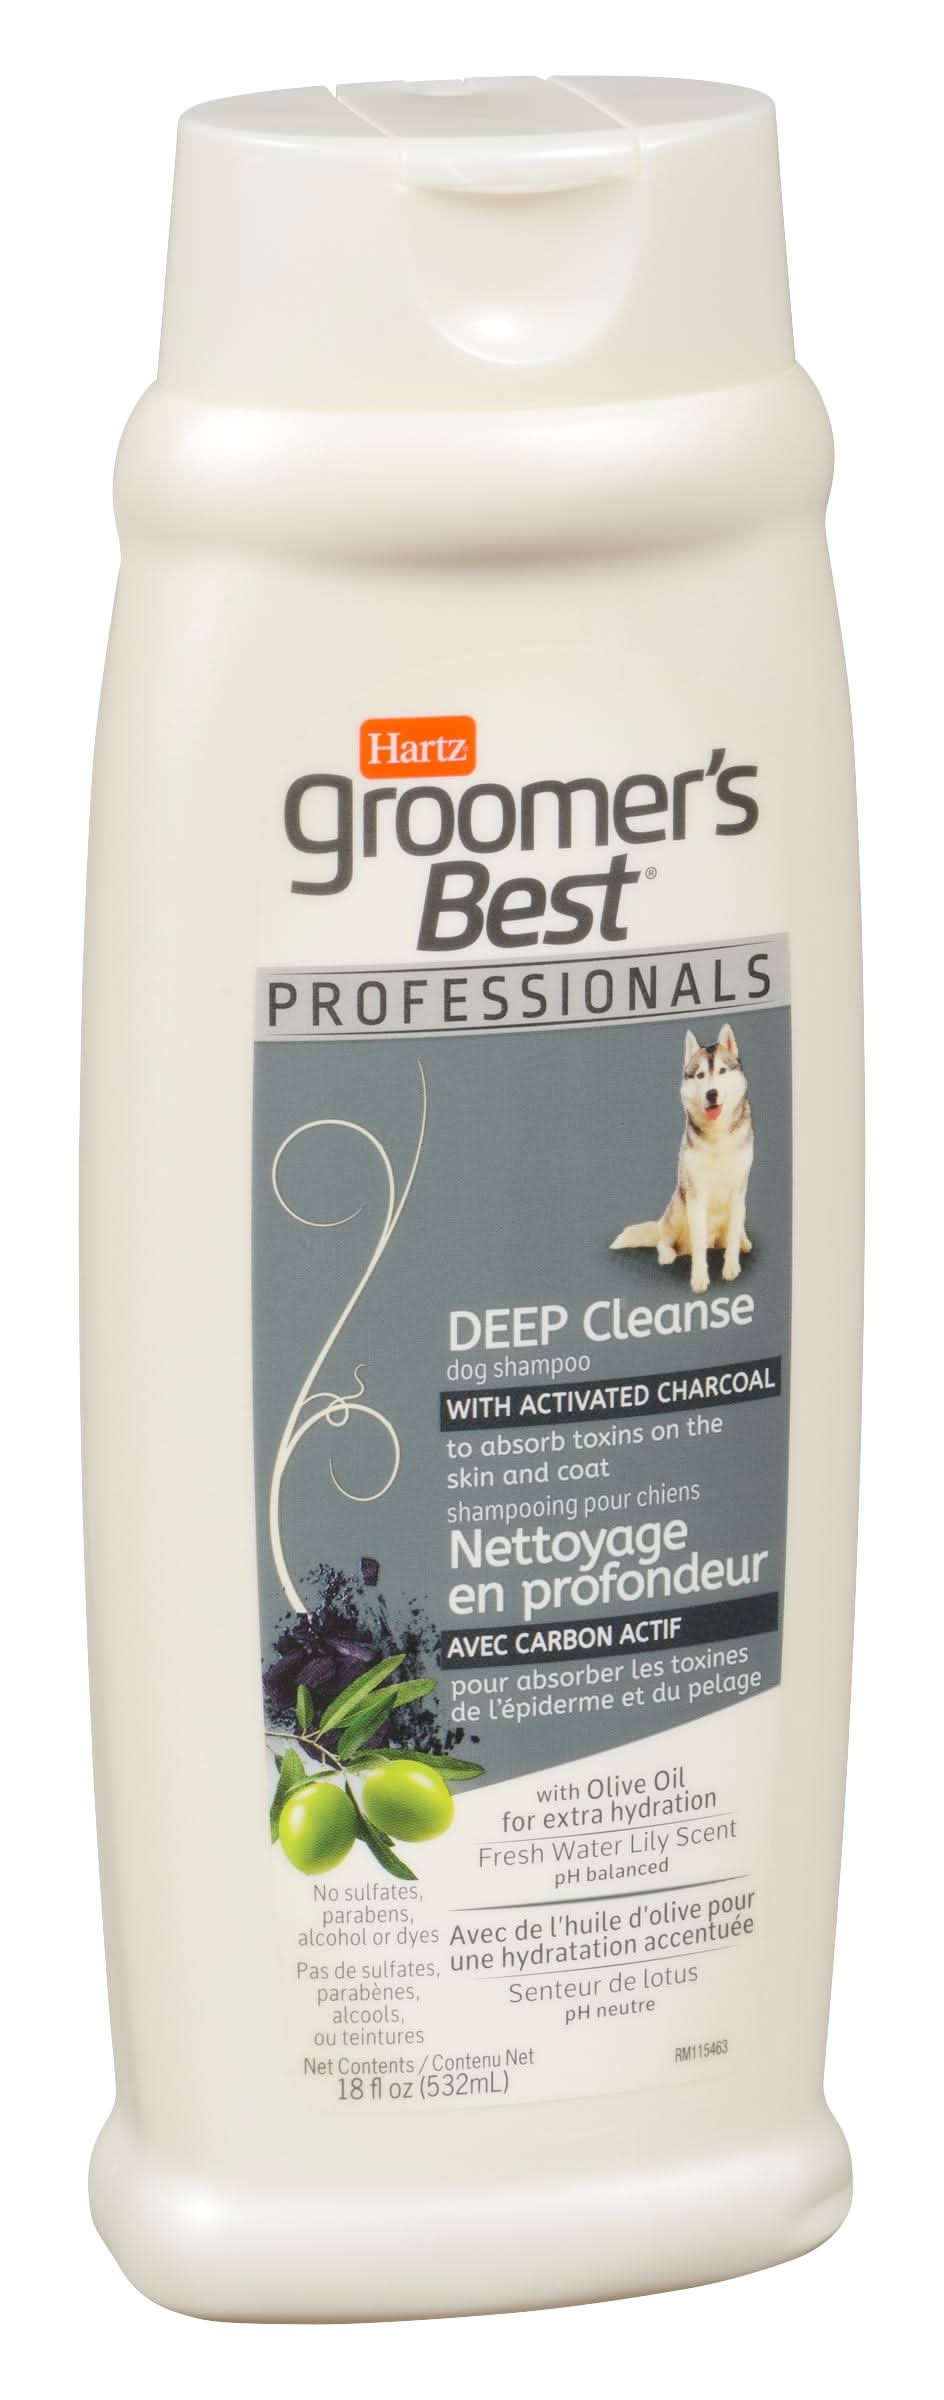 Hartz
groomer's
Best®
PROFESSIONALS
DEEP Cleanse
dog shampoo
WITH ACTIVATED CHARCOAL
to absorb toxins on the
skin and coat
shampooing pour chiens
Nettoyage
en profondeur
AVEC CARBON ACTIF
pour absorber les toxines
de l'épiderme et du pelage
with Olive Oil
for extra hydration
Fresh Water Lily Scent
pH balanced
No sulfates,
parabens,
alcohol or dyes
Avec de l'huile d'olive pour
une hydratation accentuée
Senteur de lotus
pH neutre
Pas de sulfates,
parabènes,
alcools,
ou teintures
Net Contents / Contenu Net
18 fl oz (532mL)
RM115463